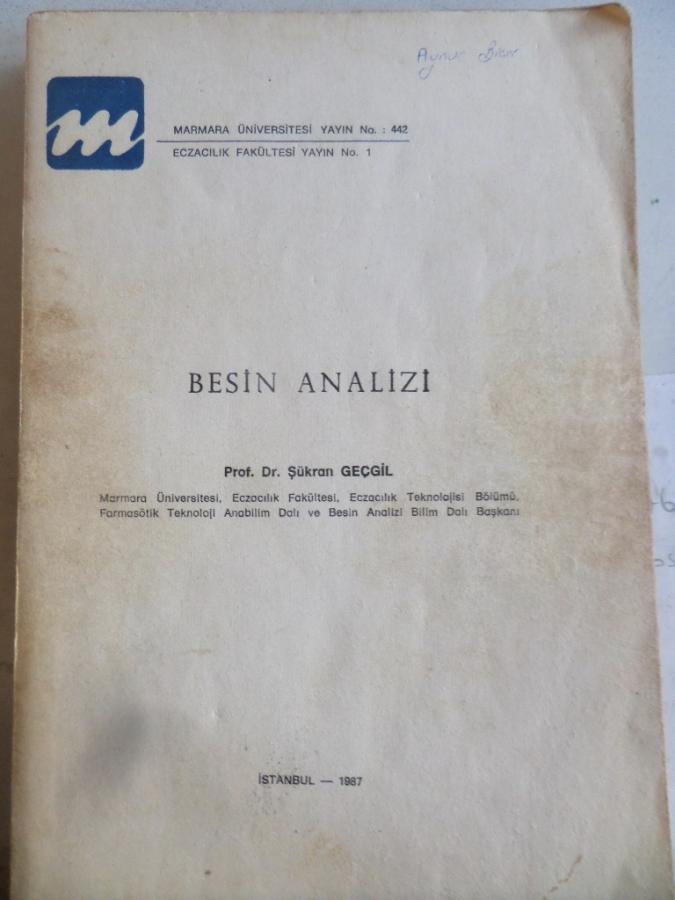 Aynur
MARMARA ÜNİVERSİTESİ YAYIN No. : 442
ECZACILIK FAKÜLTESİ YAYIN No. 1
BESİN ANALİZİ
Prof. Dr. Şükran GEÇGİL
Marmara Üniversitesi, Eczacılık Fakültesi, Eczacılık Teknolojisi Bölümü,
Farmasötik Teknoloji Anabilim Dalı ve Besin Analizi Bilim Dalı Başkanı
İSTANBUL — 1987